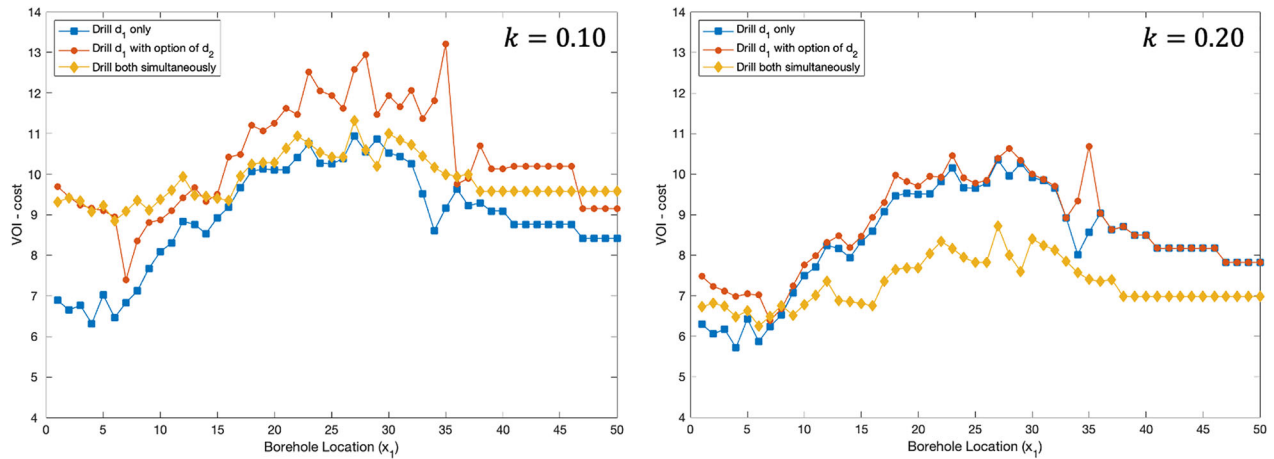 Drill d₁ only
Drill d₁ with option of d₂
Drill both simultaneously
k = 0.10
14
13
12
11
10
9
8
7
6
5
4
VOI - cost
0 5 10 15 20 25 30 35 40 45 50
Borehole Location (x₁)
Drill d₁ only
Drill d₁ with option of d₂
Drill both simultaneously
k = 0.20
14
13
12
11
10
9
8
7
6
5
4
VOI - cost
0 5 10 15 20 25 30 35 40 45 50
Borehole Location (x₁)